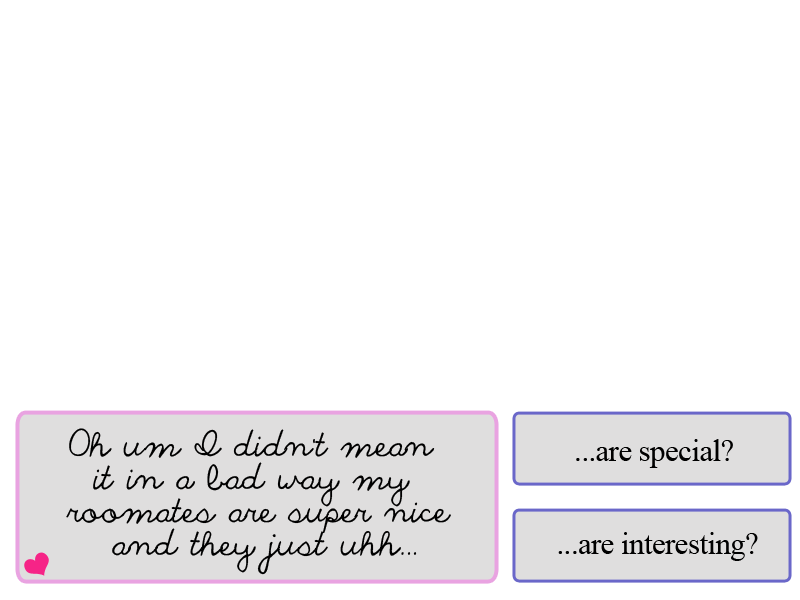 Oh um I didn't mean
it in a bad way my
roomates are super nice
and they just uhh...
...are special?
...are interesting?